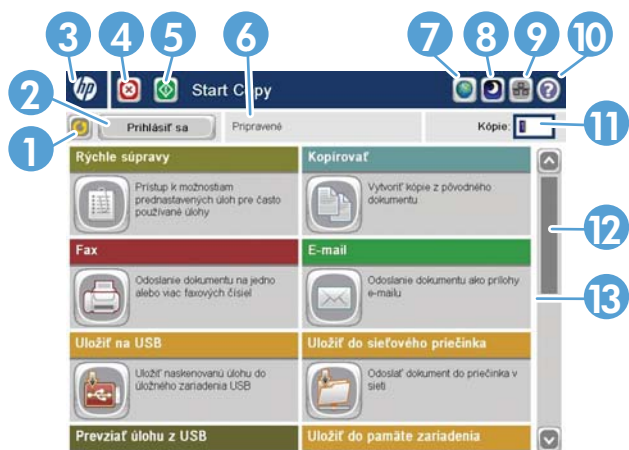 3 4 5 6 7 8 9 10
hp Start Copy ?
2 Prihlásiť sa Pripravené Kópie: 1 11
1
Rýchle súpravy
Prístup k možnostiam
prednastavených úloh pre často
používané úlohy
Kopírovať
Vytvoriť kópie z pôvodného
dokumentu
12
Fax
Odoslanie dokumentu na jedno
alebo viac faxových čísiel
E-mail
Odoslanie dokumentu ako prílohy
e-mailu
13
Uložiť na USB
Uložiť naskenovanú úlohu do
úložného zariadenia USB
Uložiť do sieťového priečinka
Odoslať dokument do priečinka v
sieti
Prevziať úlohu z USB
Uložiť do pamäte zariadenia